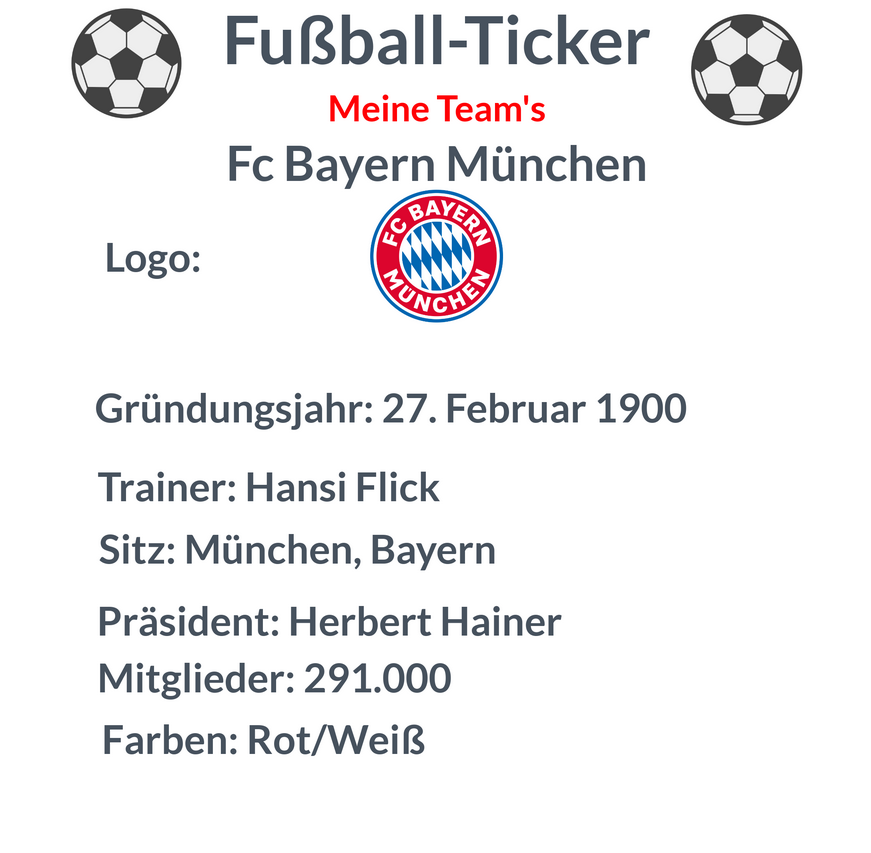 Fußball-Ticker
Meine Team's
Fc Bayern München
Logo:
FC BAYERN
MÜNCHEN
Gründungsjahr: 27. Februar 1900
Trainer: Hansi Flick
Sitz: München, Bayern
Präsident: Herbert Hainer
Mitglieder: 291.000
Farben: Rot/Weiß